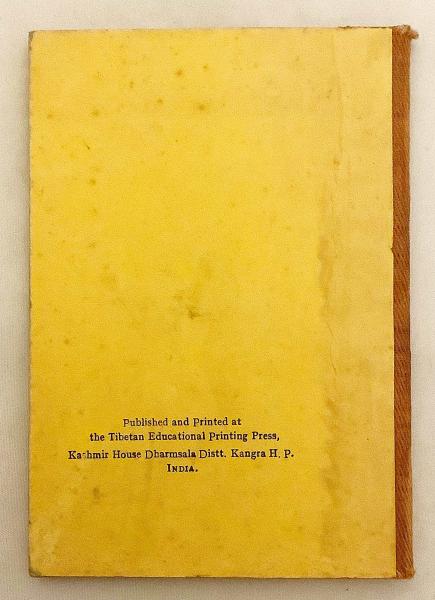 Published and Printed at
the Tibetan Educational Printing Press,
Kashmir House Dharmsala Distt. Kangra H. P.
INDIA.